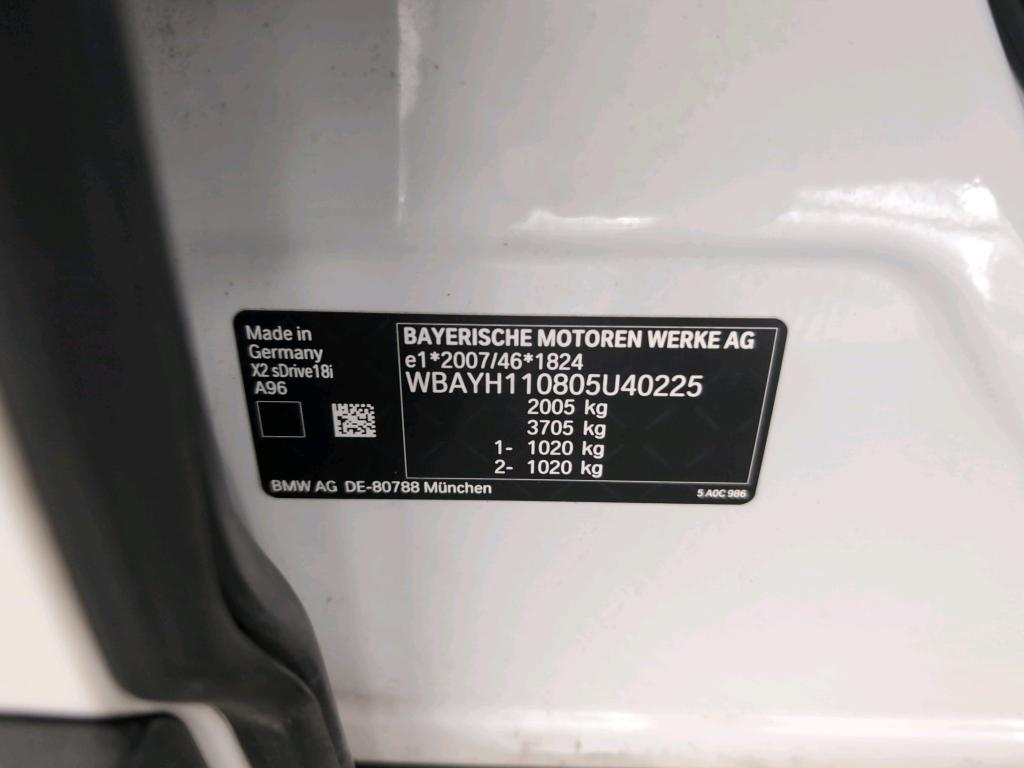 Made in
Germany
X2 sDrive18i
A96
BAYERISCHE MOTOREN WERKE AG
e1*2007/46*1824
WBAYH110805U40225
2005 kg
3705 kg
1- 1020 kg
2- 1020 kg
BMW AG DE-80788 München
5 A0C 986